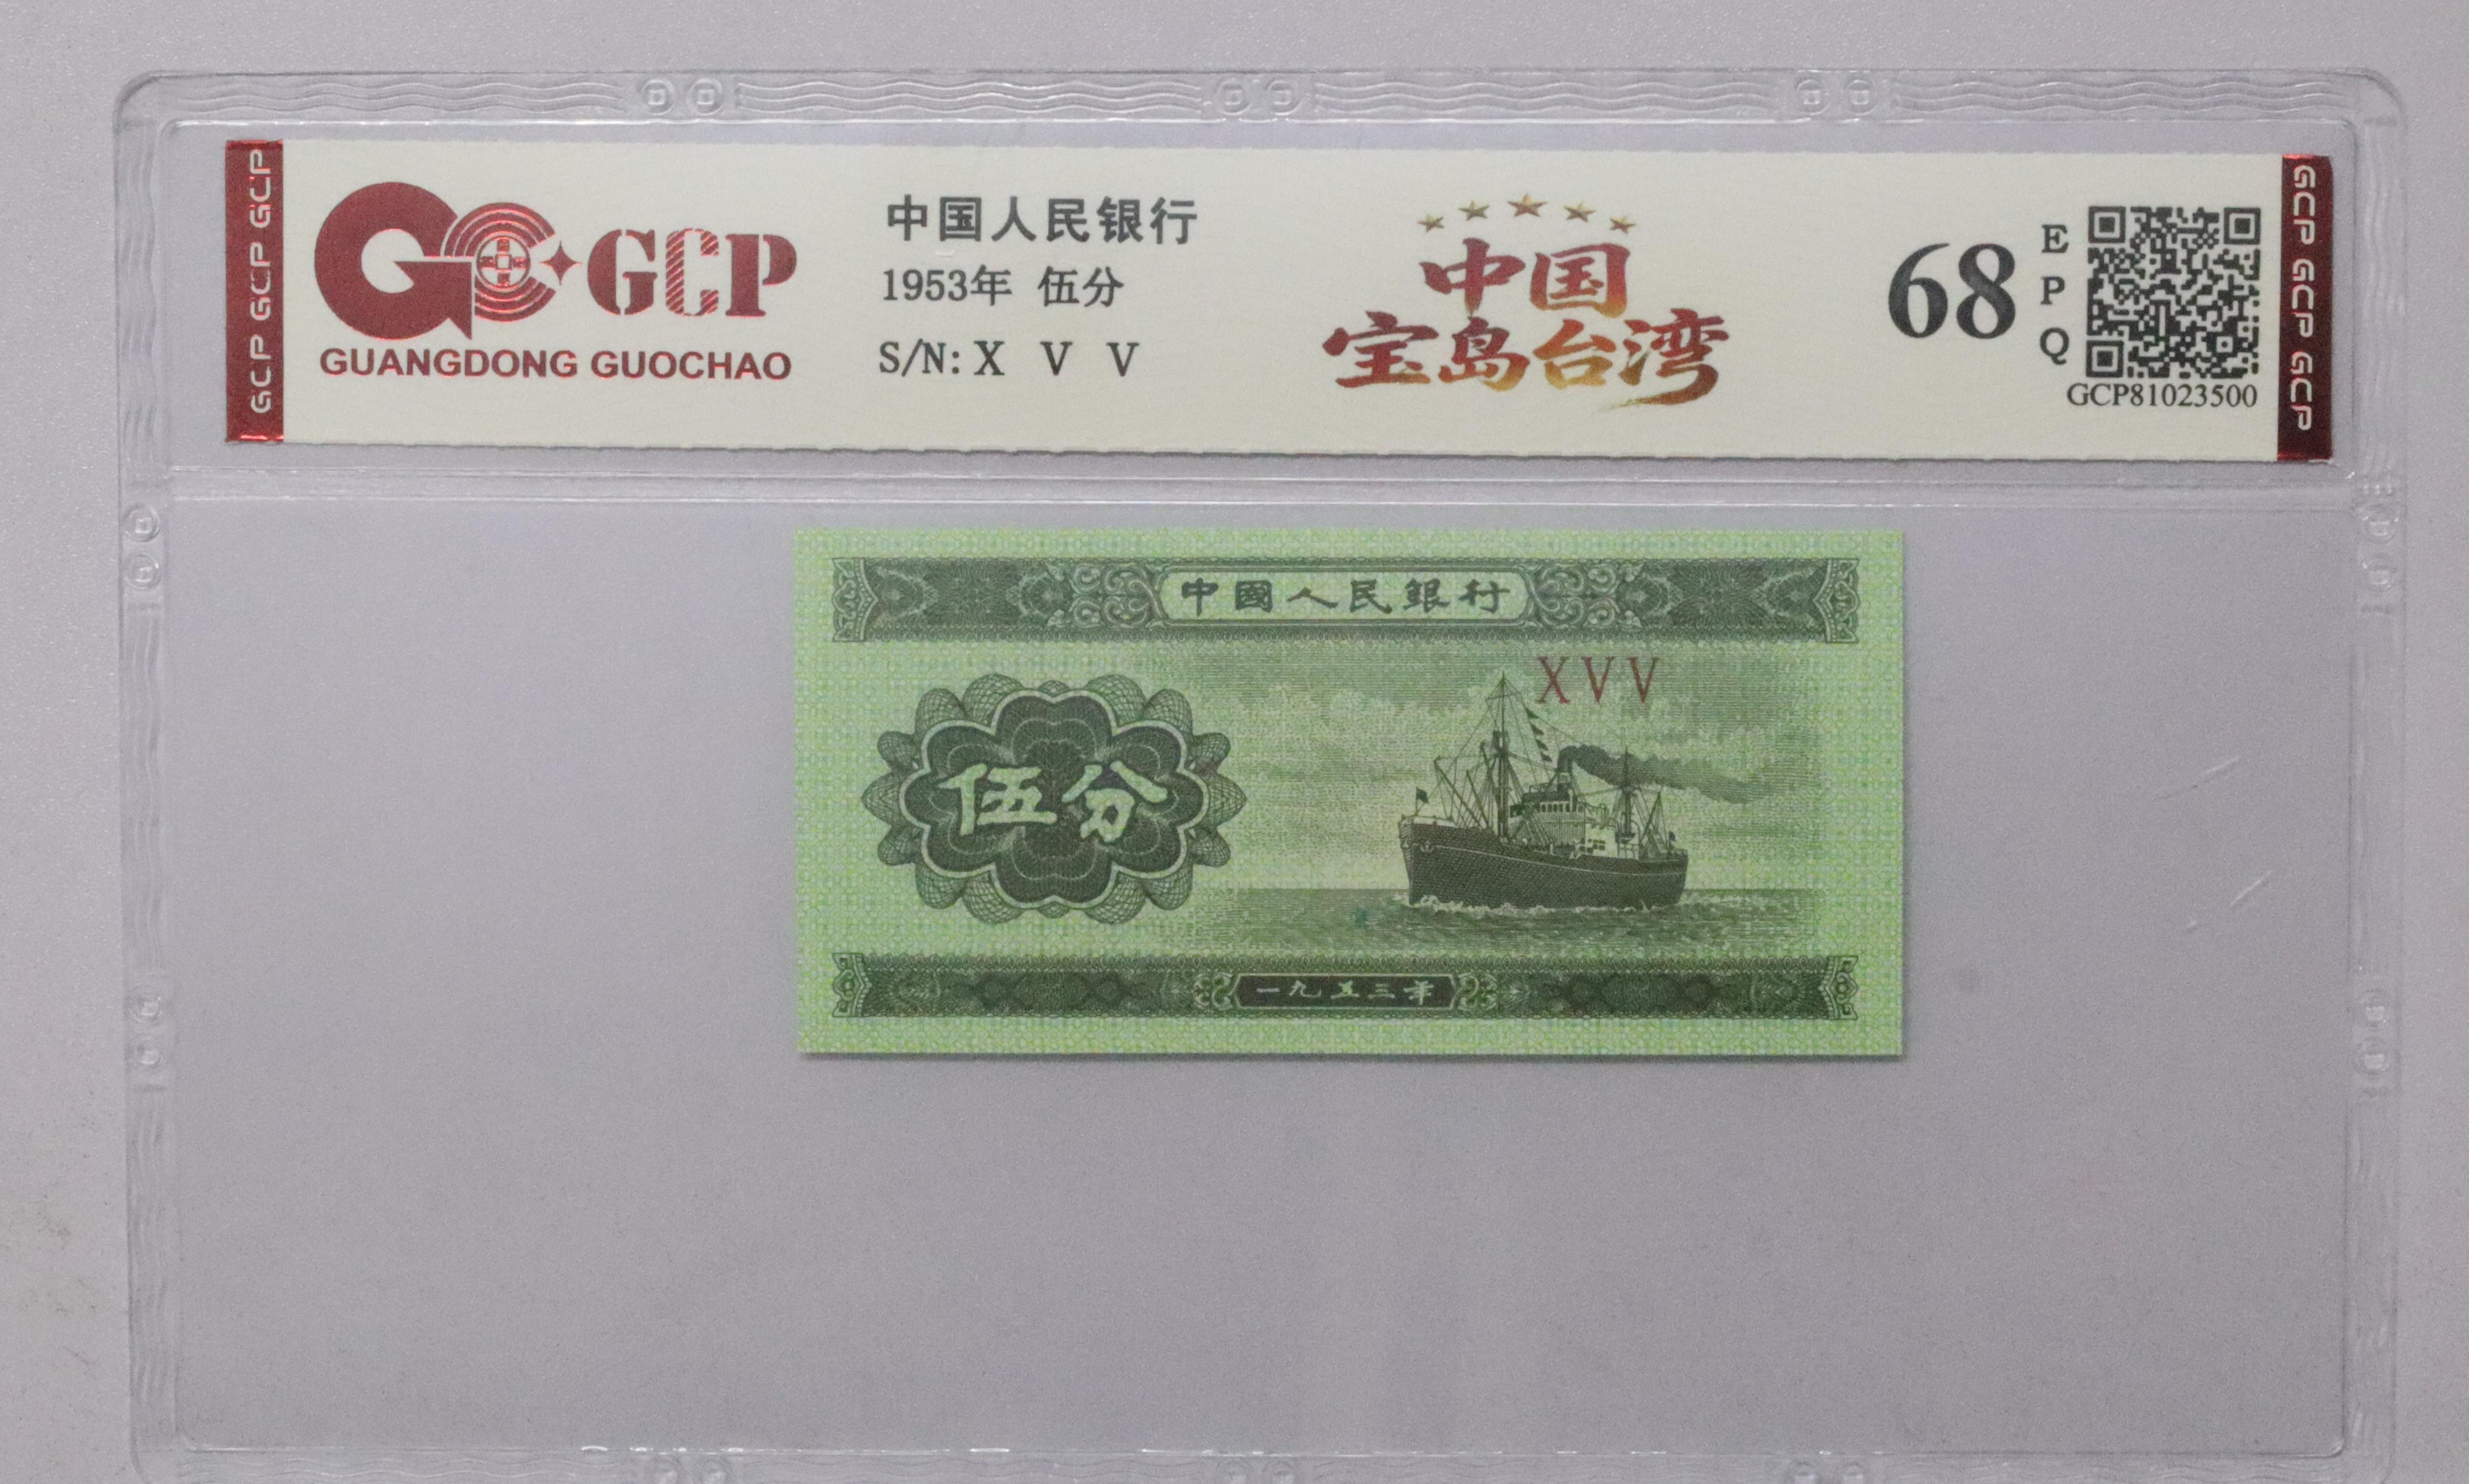 GCP GCP GCP
GCP
GUANGDONG GUOCHAO
中国人民银行
1953年 伍分
S/N: X V V
中国
宝岛台湾
68
E
P
Q
GCP81023500
GCP GCP GCP
中國人民銀行
XVV
伍分
一九五三年